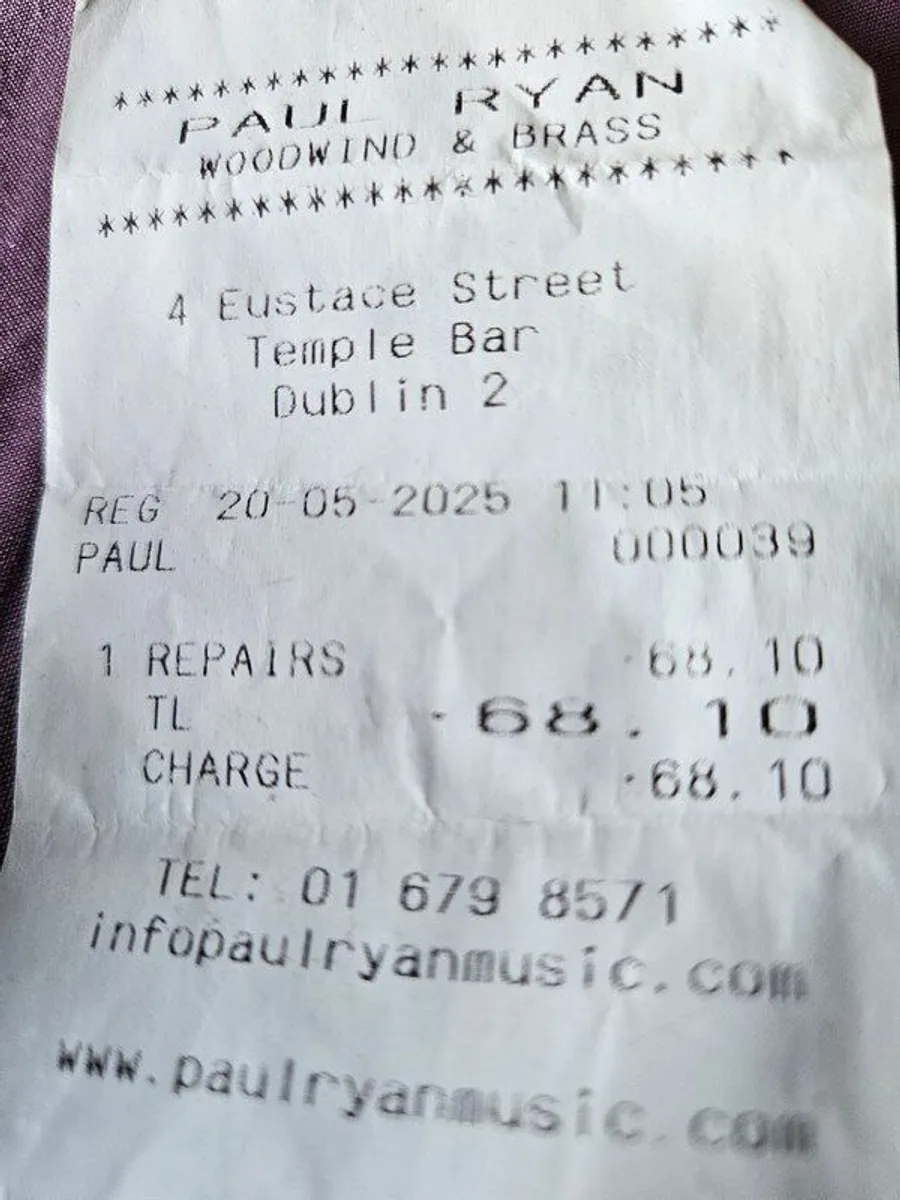 *************************
PAUL RYAN
WOODWIND & BRASS
*************************
4 Eustace Street
Temple Bar
Dublin 2
REG 20-05-2025 11:05
PAUL 000039
1 REPAIRS ·68.10
TL ·68.10
CHARGE ·68.10
TEL: 01 679 8571
infopaulryanmusic.com
www.paulryanmusic.com